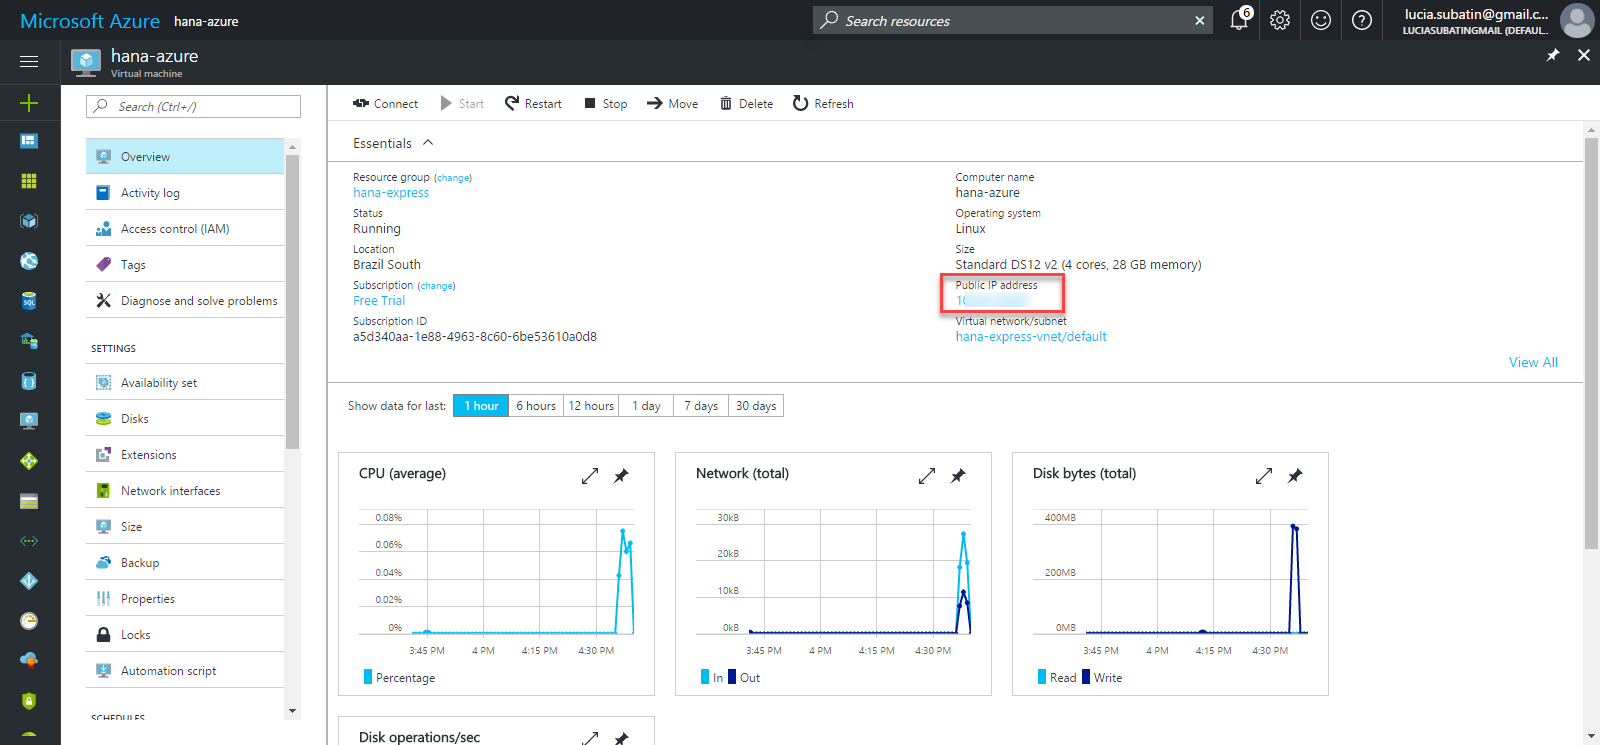 Microsoft Azure hana-azure
Search resources
6
lucia.subatin@gmail.c...
LUCIASUBATINGMAIL (DEFAUL...
hana-azure
Virtual machine
Search (Ctrl+/)
Overview
Activity log
Access control (IAM)
Tags
Diagnose and solve problems
SETTINGS
Availability set
Disks
Extensions
Network interfaces
Size
Backup
Properties
Locks
Automation script
SCHEDULES
Connect Start Restart Stop Move Delete Refresh
Essentials
Resource group (change)
hana-express
Status
Running
Location
Brazil South
Subscription (change)
Free Trial
Subscription ID
a5d340aa-1e88-4963-8c60-6be53610a0d8
Computer name
hana-azure
Operating system
Linux
Size
Standard DS12 v2 (4 cores, 28 GB memory)
Public IP address
Virtual network/subnet
hana-express-vnet/default
View All
Show data for last: 1 hour 6 hours 12 hours 1 day 7 days 30 days
CPU (average)
0.08%
0.06%
0.04%
0.02%
0%
3:45 PM 4 PM 4:15 PM 4:30 PM
Percentage
Network (total)
30kB
20kB
10kB
0kB
3:45 PM 4 PM 4:15 PM 4:30 PM
In Out
Disk bytes (total)
400MB
200MB
0MB
3:45 PM 4 PM 4:15 PM 4:30 PM
Read Write
Disk operations/sec